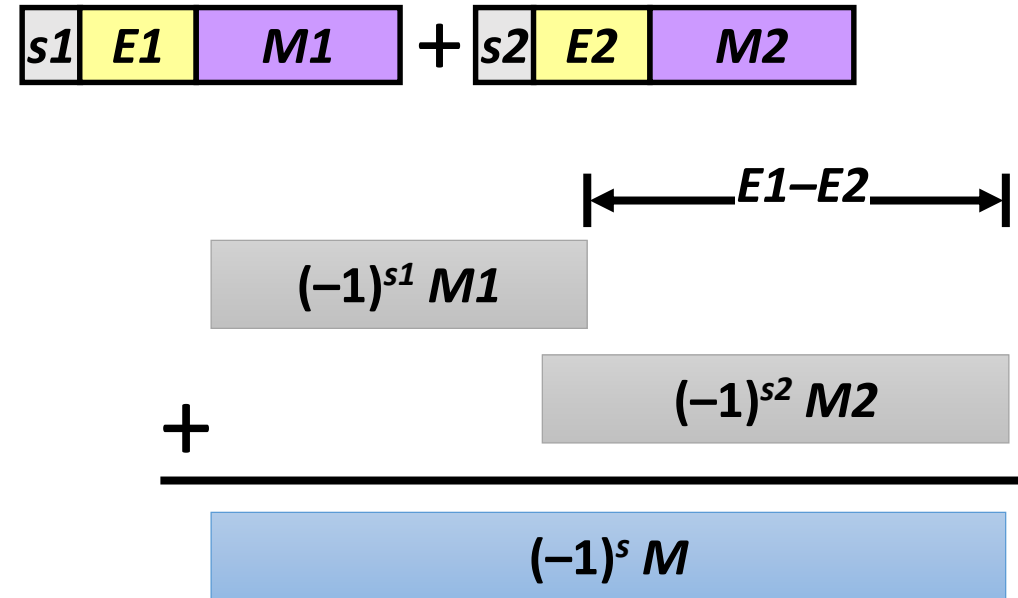 s1 E1 M1 + s2 E2 M2
E1–E2
(–1)^s1 M1
(–1)^s2 M2
+
(–1)^s M